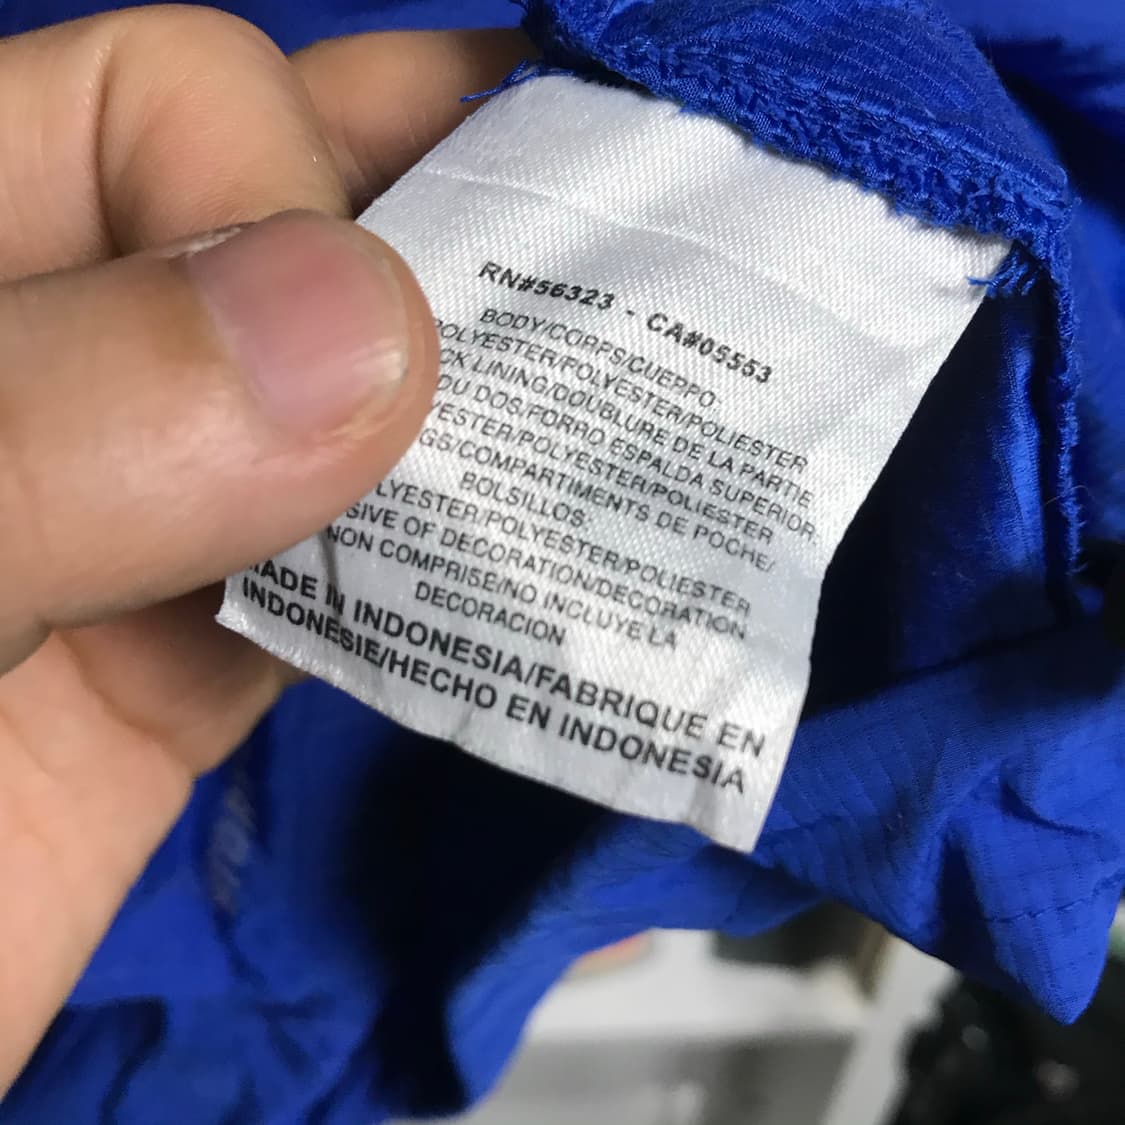 RN#56323 - CA#05553
BODY/CORPS/CUERPO
POLYESTER/POLYESTER/POLIESTER
CK LINING/DOUBLURE DE LA PARTIE
DU DOS/FORRO ESPALDA SUPERIOR
YESTER/POLYESTER/POLIESTER
GS/COMPARTIMENTS DE POCHE/
BOLSILLOS:
LYESTER/POLYESTER/POLIESTER
SIVE OF DECORATION/DECORATION
NON COMPRISE/NO INCLUYE LA
DECORACION
MADE IN INDONESIA/FABRIQUE EN
INDONESIE/HECHO EN INDONESIA